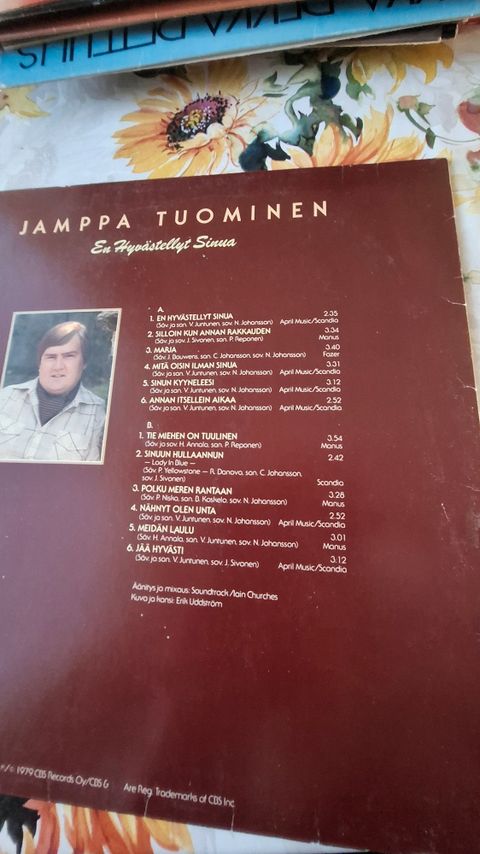 PEKKA
JAMPPA TUOMINEN
En Hyvästellyt Sinua
A.
1. EN HYVÄSTELLYT SINUA 2.35
(Säv. ja san. V. Juntunen, sov. N. Johansson) April Music/Scandia
2. SILLOIN KUN ANNAN RAKKAUDEN 3.34
(Säv. ja sov. J. Sivonen, san. P. Reponen) Manus
3. MARJA 3.40
(Säv. J. Bouwens, san. C. Johansson, sov. N. Johansson) Fazer
4. MITÄ OISIN ILMAN SINUA 3.31
(Säv. ja san. V. Juntunen, sov. N. Johansson) April Music/Scandia
5. SINUN KYYNELEESI 3.12
(Säv. ja san. V. Juntunen, sov. N. Johansson) April Music/Scandia
6. ANNAN ITSELLEIN AIKAA 2.52
(Säv. ja san. V. Juntunen, sov. N. Johansson) April Music/Scandia
B.
1. TIE MIEHEN ON TUULINEN 3.54
(Säv. ja sov. H. Annala, san. P. Reponen) Manus
2. SINUUN HULLAANNUN 2.42
— Lady In Blue —
(Säv. P. Yellowstone — R. Danova, san. C. Johansson,
sov. J. Sivonen) Scandia
3. POLKU MEREN RANTAAN 3.28
(Säv. P. Niska, san. B. Koskelo, sov. N. Johansson) Manus
4. NÄHNYT OLEN UNTA 2.52
(Säv. ja san. V. Juntunen, sov. N. Johansson) April Music/Scandia
5. MEIDÄN LAULU 3.01
(Säv. H. Annala, san. V. Juntunen, sov. N. Johansson) Manus
6. JÄÄ HYVÄSTI 3.12
(Säv. ja san. V. Juntunen, sov. J. Sivonen) April Music/Scandia
Äänitys ja mixaus: Soundtrack/Iain Churches
Kuva ja kansi: Erik Uddström
℗/© 1979 CBS Records Oy/CBS & Are Reg. Trademarks of CBS Inc.